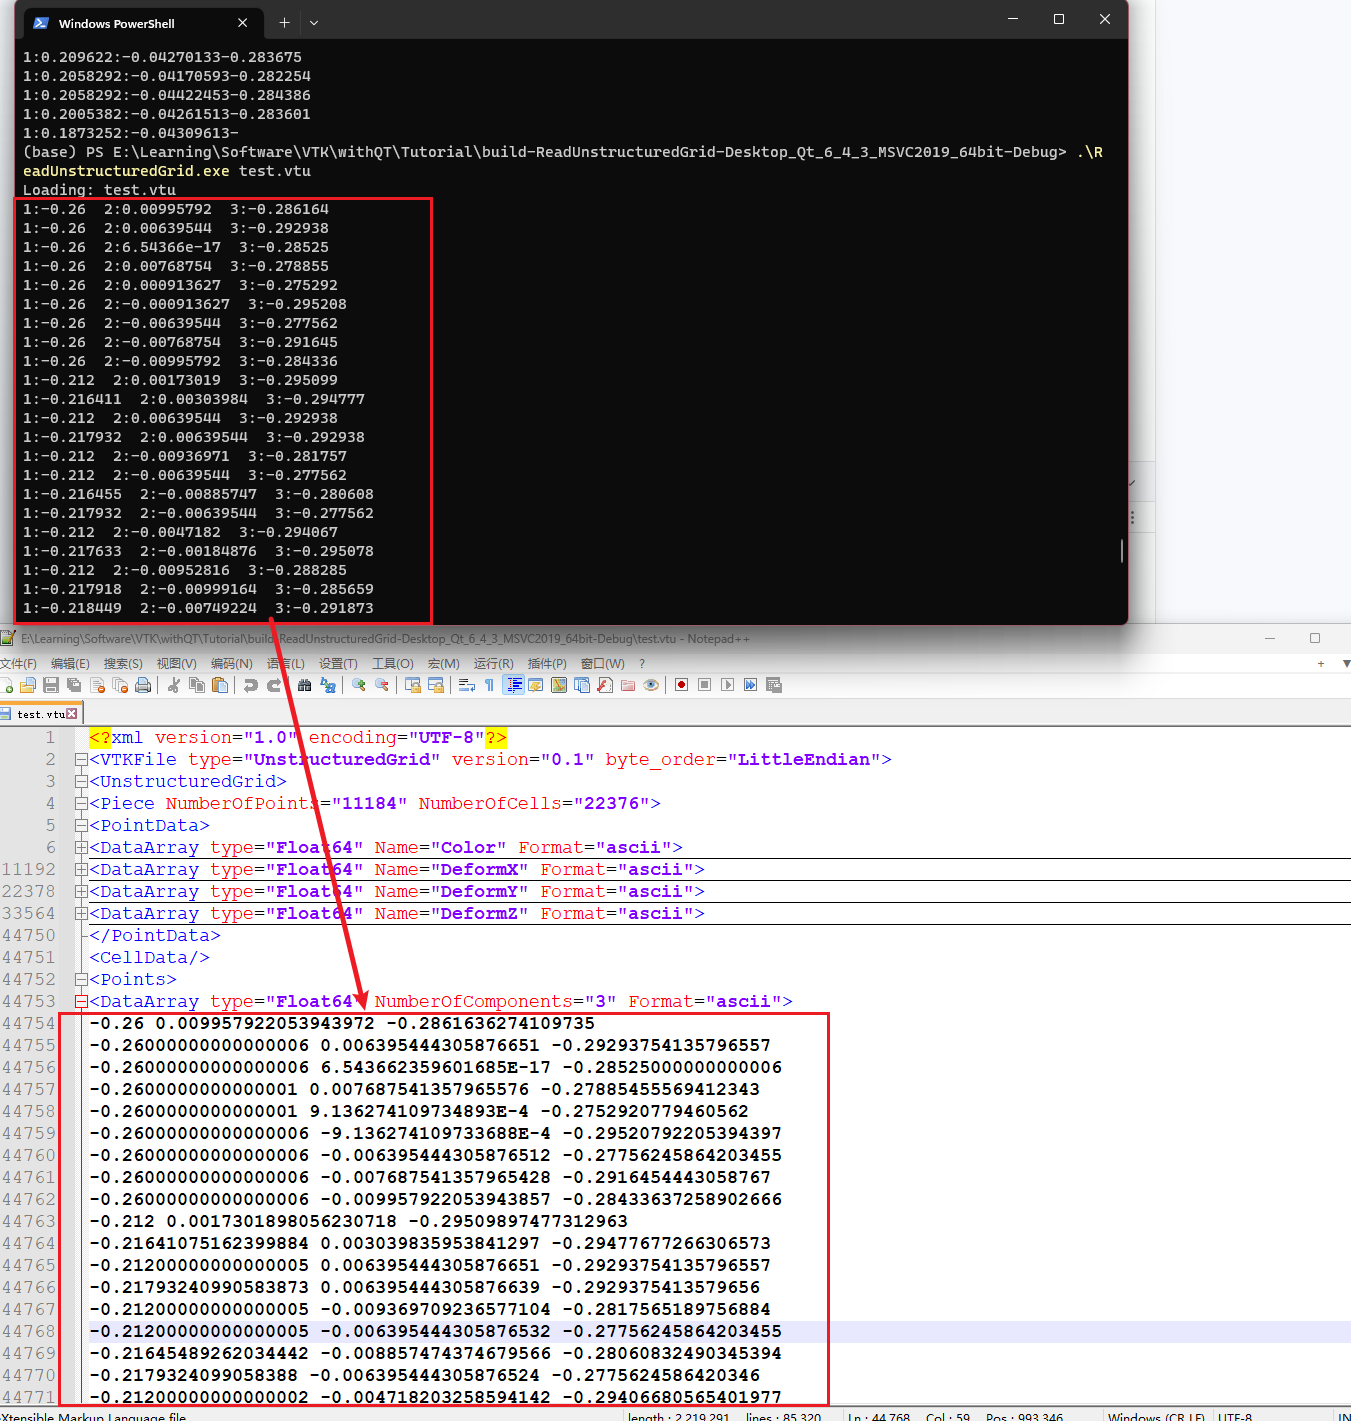 Windows PowerShell
1:0.209622:-0.04270133-0.283675
1:0.2058292:-0.04170593-0.282254
1:0.2058292:-0.04422453-0.284386
1:0.2005382:-0.04261513-0.283601
1:0.1873252:-0.04309613-
(base) PS E:\Learning\Software\VTK\withQT\Tutorial\build-ReadUnstructuredGrid-Desktop_Qt_6_4_3_MSVC2019_64bit-Debug> .\R
eadUnstructuredGrid.exe test.vtu
Loading: test.vtu
1:-0.26  2:0.00995792  3:-0.286164
1:-0.26  2:0.00639544  3:-0.292938
1:-0.26  2:6.54366e-17  3:-0.28525
1:-0.26  2:0.00768754  3:-0.278855
1:-0.26  2:0.000913627  3:-0.275292
1:-0.26  2:-0.000913627  3:-0.295208
1:-0.26  2:-0.00639544  3:-0.277562
1:-0.26  2:-0.00768754  3:-0.291645
1:-0.26  2:-0.00995792  3:-0.284336
1:-0.212  2:0.00173019  3:-0.295099
1:-0.216411  2:0.00303984  3:-0.294777
1:-0.212  2:0.00639544  3:-0.292938
1:-0.217932  2:0.00639544  3:-0.292938
1:-0.212  2:-0.00936971  3:-0.281757
1:-0.212  2:-0.00639544  3:-0.277562
1:-0.216455  2:-0.00885747  3:-0.280608
1:-0.217932  2:-0.00639544  3:-0.277562
1:-0.212  2:-0.0047182  3:-0.294067
1:-0.217633  2:-0.00184876  3:-0.295078
1:-0.212  2:-0.00952816  3:-0.288285
1:-0.217918  2:-0.00999164  3:-0.285659
1:-0.218449  2:-0.00749224  3:-0.291873
E:\Learning\Software\VTK\withQT\Tutorial\build-ReadUnstructuredGrid-Desktop_Qt_6_4_3_MSVC2019_64bit-Debug\test.vtu - Notepad++
文件(F) 编辑(E) 搜索(S) 视图(V) 编码(N) 语言(L) 设置(T) 工具(O) 宏(M) 运行(R) 插件(P) 窗口(W) ?
test.vtu
1 <?xml version="1.0" encoding="UTF-8"?>
2 <VTKFile type="UnstructuredGrid" version="0.1" byte_order="LittleEndian">
3 <UnstructuredGrid>
4 <Piece NumberOfPoints="11184" NumberOfCells="22376">
5 <PointData>
6 <DataArray type="Float64" Name="Color" Format="ascii">
11192 <DataArray type="Float64" Name="DeformX" Format="ascii">
22378 <DataArray type="Float64" Name="DeformY" Format="ascii">
33564 <DataArray type="Float64" Name="DeformZ" Format="ascii">
44750 </PointData>
44751 <CellData/>
44752 <Points>
44753 <DataArray type="Float64" NumberOfComponents="3" Format="ascii">
44754 -0.26 0.009957922053943972 -0.2861636274109735
44755 -0.26000000000000006 0.006395444305876651 -0.29293754135796557
44756 -0.26000000000000006 6.543662359601685E-17 -0.28525000000000006
44757 -0.2600000000000001 0.007687541357965576 -0.27885455569412343
44758 -0.2600000000000001 9.136274109734893E-4 -0.2752920779460562
44759 -0.26000000000000006 -9.136274109733688E-4 -0.29520792205394397
44760 -0.26000000000000006 -0.006395444305876512 -0.27756245864203455
44761 -0.26000000000000006 -0.007687541357965428 -0.2916454443058767
44762 -0.26000000000000006 -0.009957922053943857 -0.28433637258902666
44763 -0.212 0.0017301898056230718 -0.29509897477312963
44764 -0.21641075162399884 0.003039835953841297 -0.29477677266306573
44765 -0.21200000000000005 0.006395444305876651 -0.29293754135796557
44766 -0.21793240990583873 0.006395444305876639 -0.2929375413579656
44767 -0.21200000000000005 -0.009369709236577104 -0.2817565189756884
44768 -0.21200000000000005 -0.006395444305876532 -0.27756245864203455
44769 -0.21645489262034442 -0.008857474374679566 -0.28060832490345394
44770 -0.2179324099058388 -0.006395444305876524 -0.2775624586420346
44771 -0.21200000000000002 -0.004718203258594142 -0.29406680565401977
eXtensible Markup Language file length : 2,219,291 lines : 85,320 Ln : 44,768 Col : 59 Pos : 993,346 Windows (CR LF) UTF-8 IN